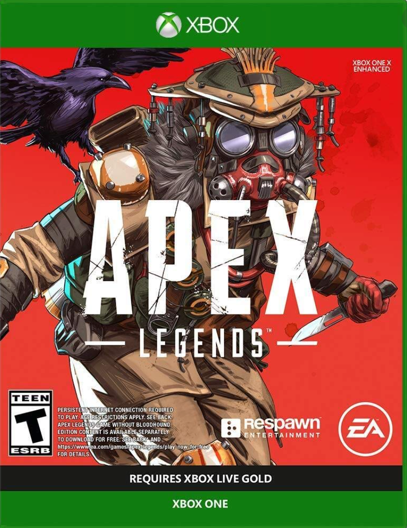 XBOX
XBOX ONE X
ENHANCED
APEX
LEGENDS™
TEEN
T
ESRB
PERSISTENT INTERNET CONNECTION REQUIRED
TO PLAY. AGE RESTRICTIONS APPLY. SEE BACK.
APEX LEGENDS GAME WITHOUT BLOODHOUND
EDITION CONTENT IS AVAILABLE SEPARATELY
TO DOWNLOAD FOR FREE. SEE BACK AND
FOR DETAILS.
respawn
ENTERTAINMENT
EA
REQUIRES XBOX LIVE GOLD
XBOX ONE